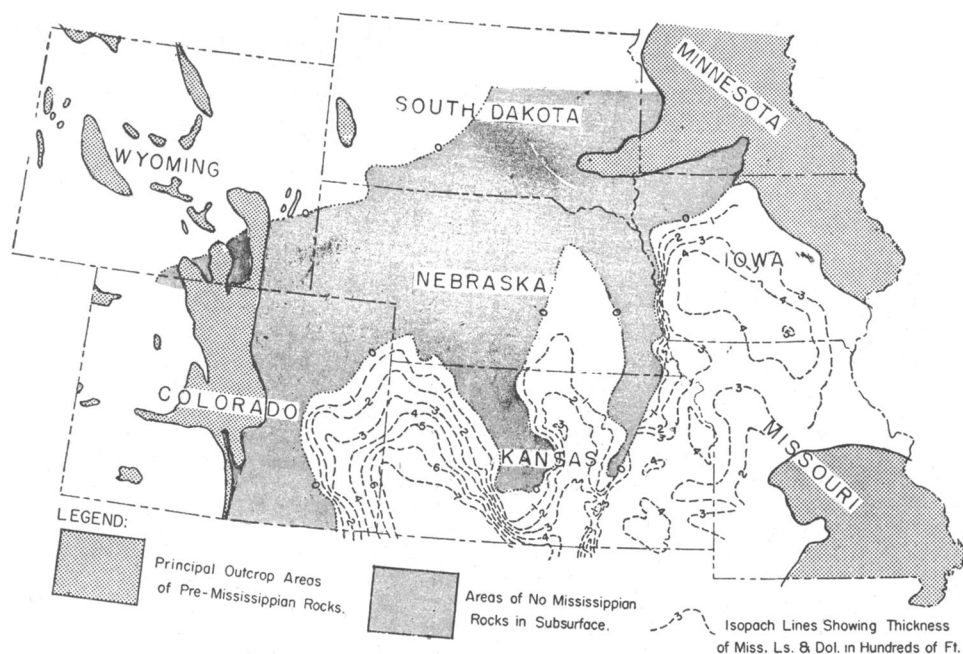 MINNESOTA
SOUTH DAKOTA
WYOMING
IOWA
NEBRASKA
COLORADO
KANSAS
MISSOURI
LEGEND:
Principal Outcrop Areas
of Pre-Mississippian Rocks.
Areas of No Mississippian
Rocks in Subsurface.
Isopach Lines Showing Thickness
of Miss. Ls. & Dol. in Hundreds of Ft.